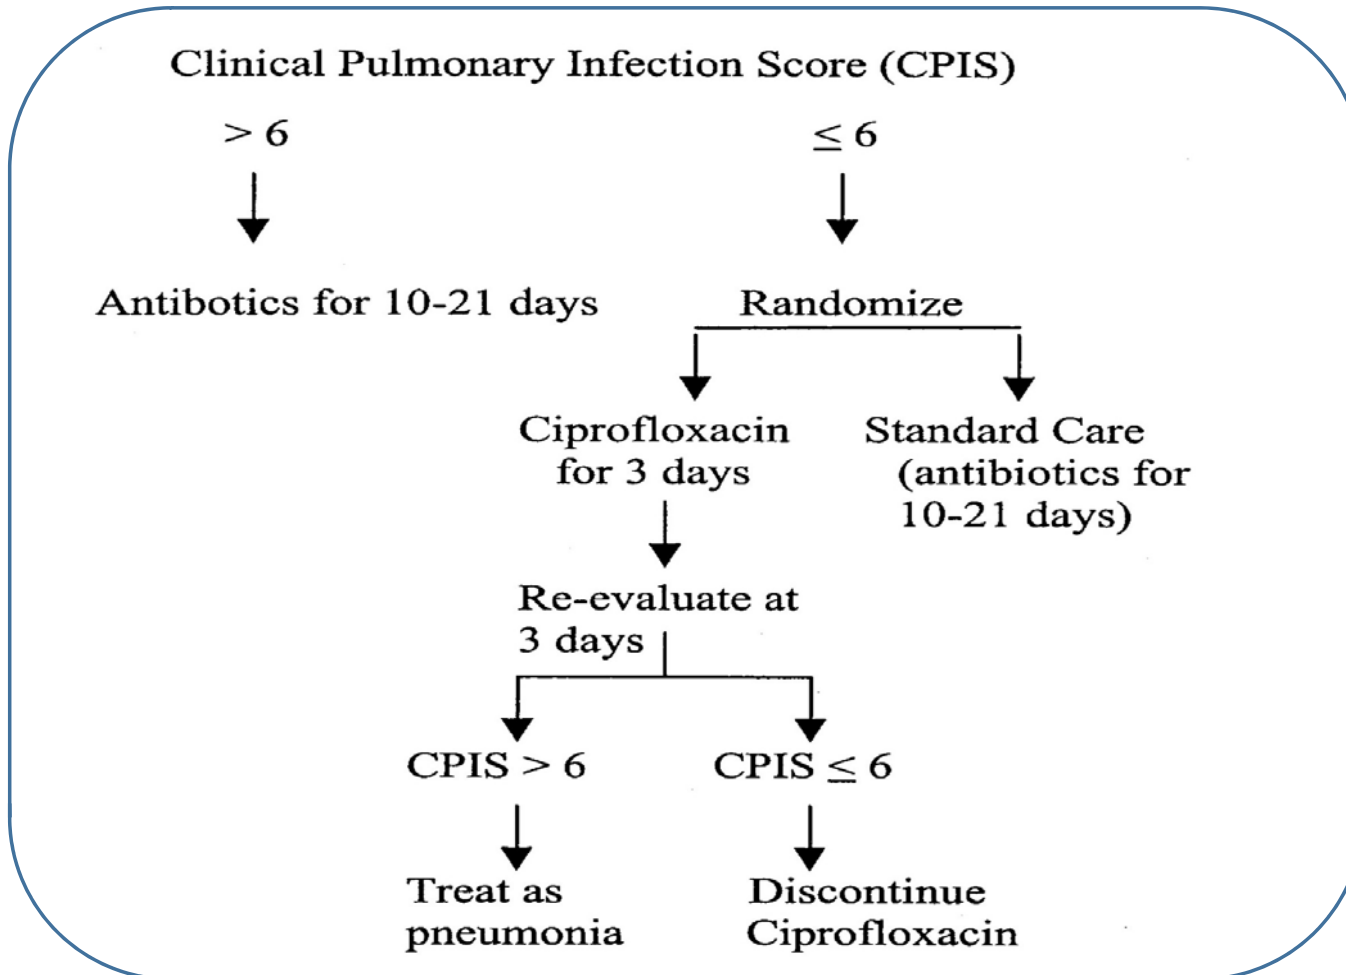 Clinical Pulmonary Infection Score (CPIS)
> 6
≤ 6
Antibotics for 10-21 days
Randomize
Ciprofloxacin
for 3 days
Standard Care
(antibiotics for
10-21 days)
Re-evaluate at
3 days
CPIS > 6
CPIS ≤ 6
Treat as
pneumonia
Discontinue
Ciprofloxacin